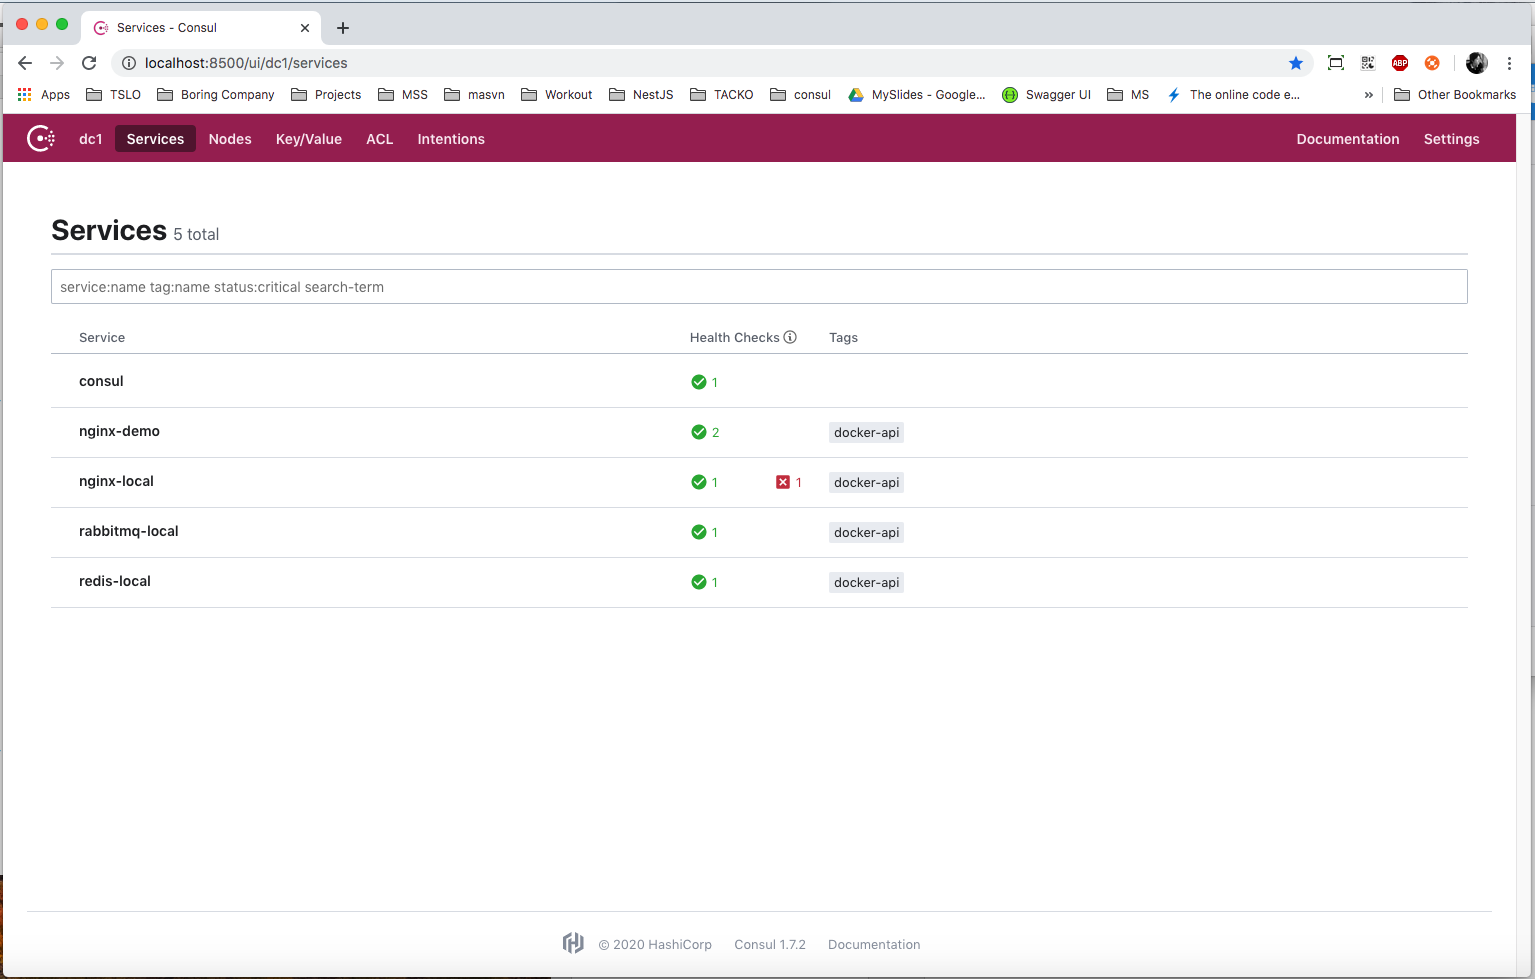 Services - Consul
localhost:8500/ui/dc1/services
ABP
Apps TSLO Boring Company Projects MSS masvn Workout NestJS TACKO consul MySlides - Google... Swagger UI MS The online code e... » Other Bookmarks
dc1 Services Nodes Key/Value ACL Intentions Documentation Settings
Services 5 total
service:name tag:name status:critical search-term
Service Health Checks Tags
consul 1
nginx-demo 2 docker-api
nginx-local 1 1 docker-api
rabbitmq-local 1 docker-api
redis-local 1 docker-api
© 2020 HashiCorp Consul 1.7.2 Documentation